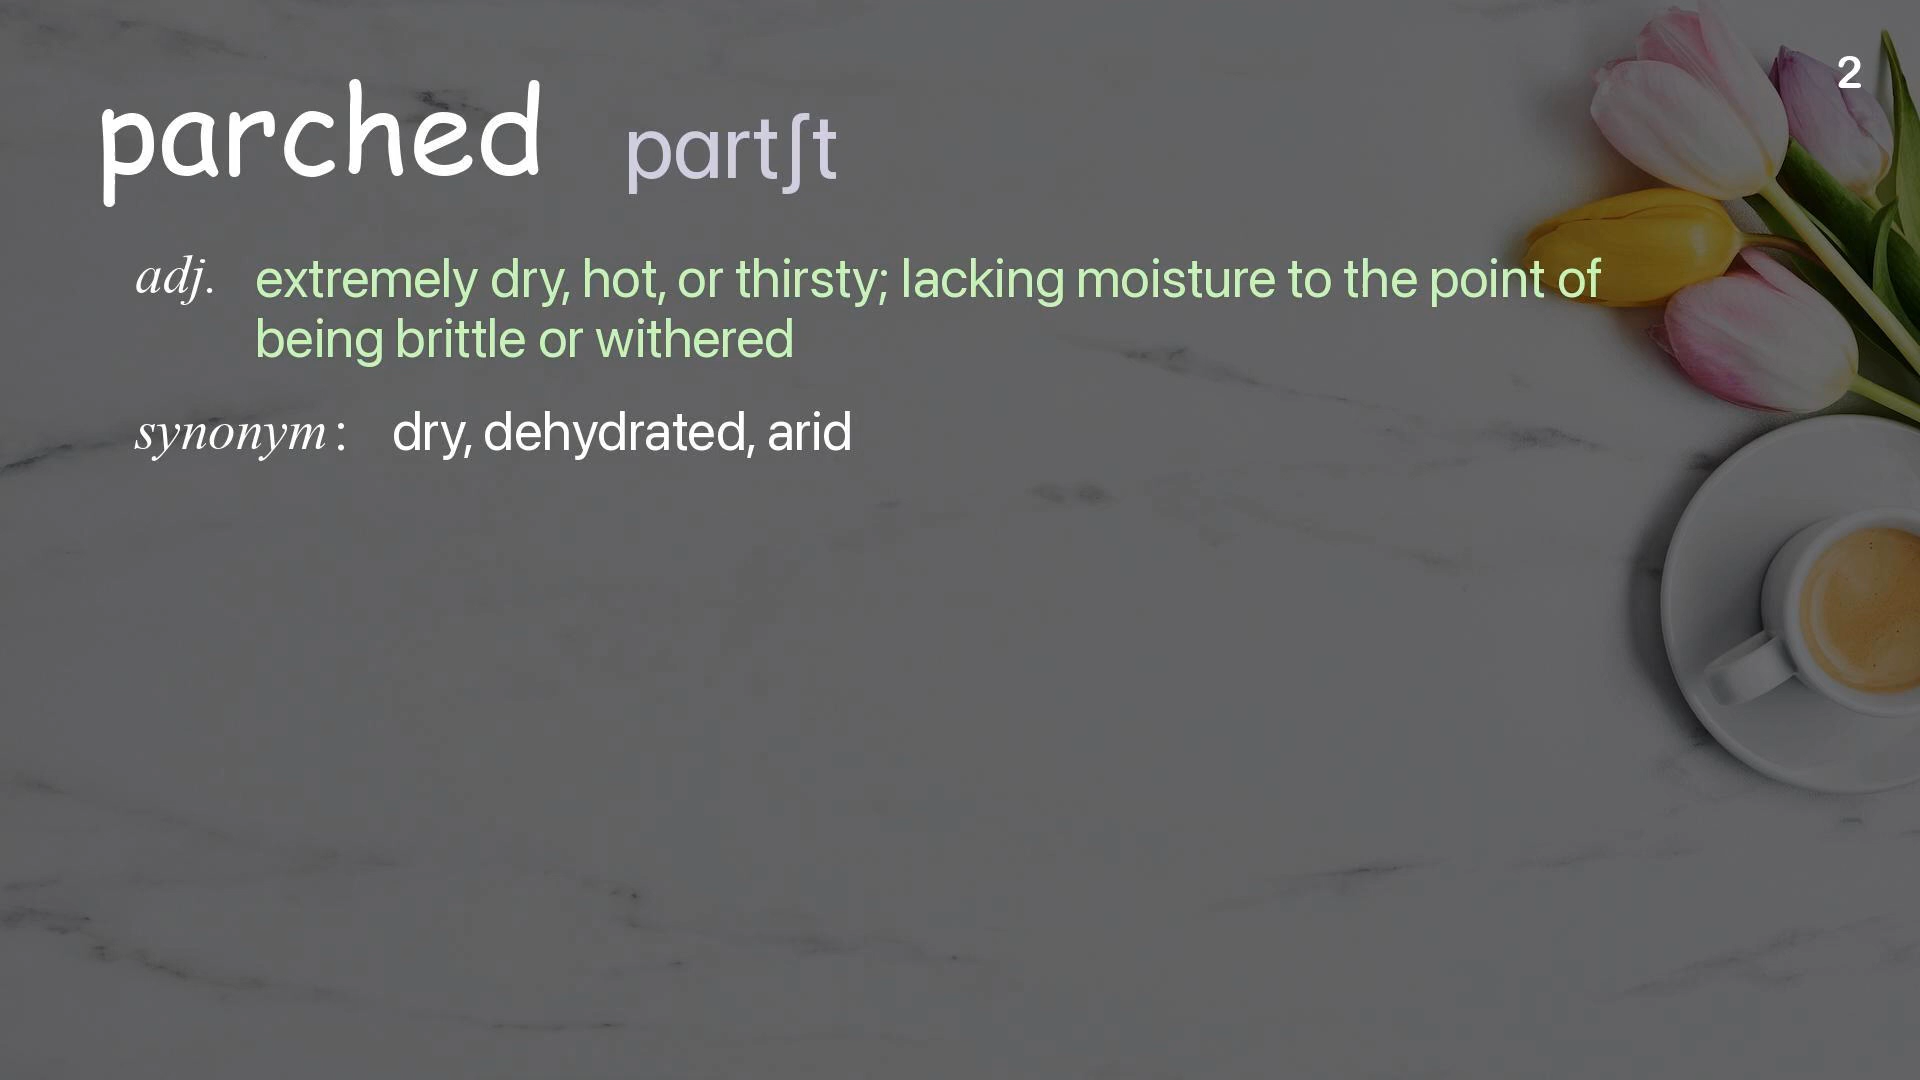 2
parched pɑrtʃt
adj. extremely dry, hot, or thirsty; lacking moisture to the point of
being brittle or withered
synonym: dry, dehydrated, arid